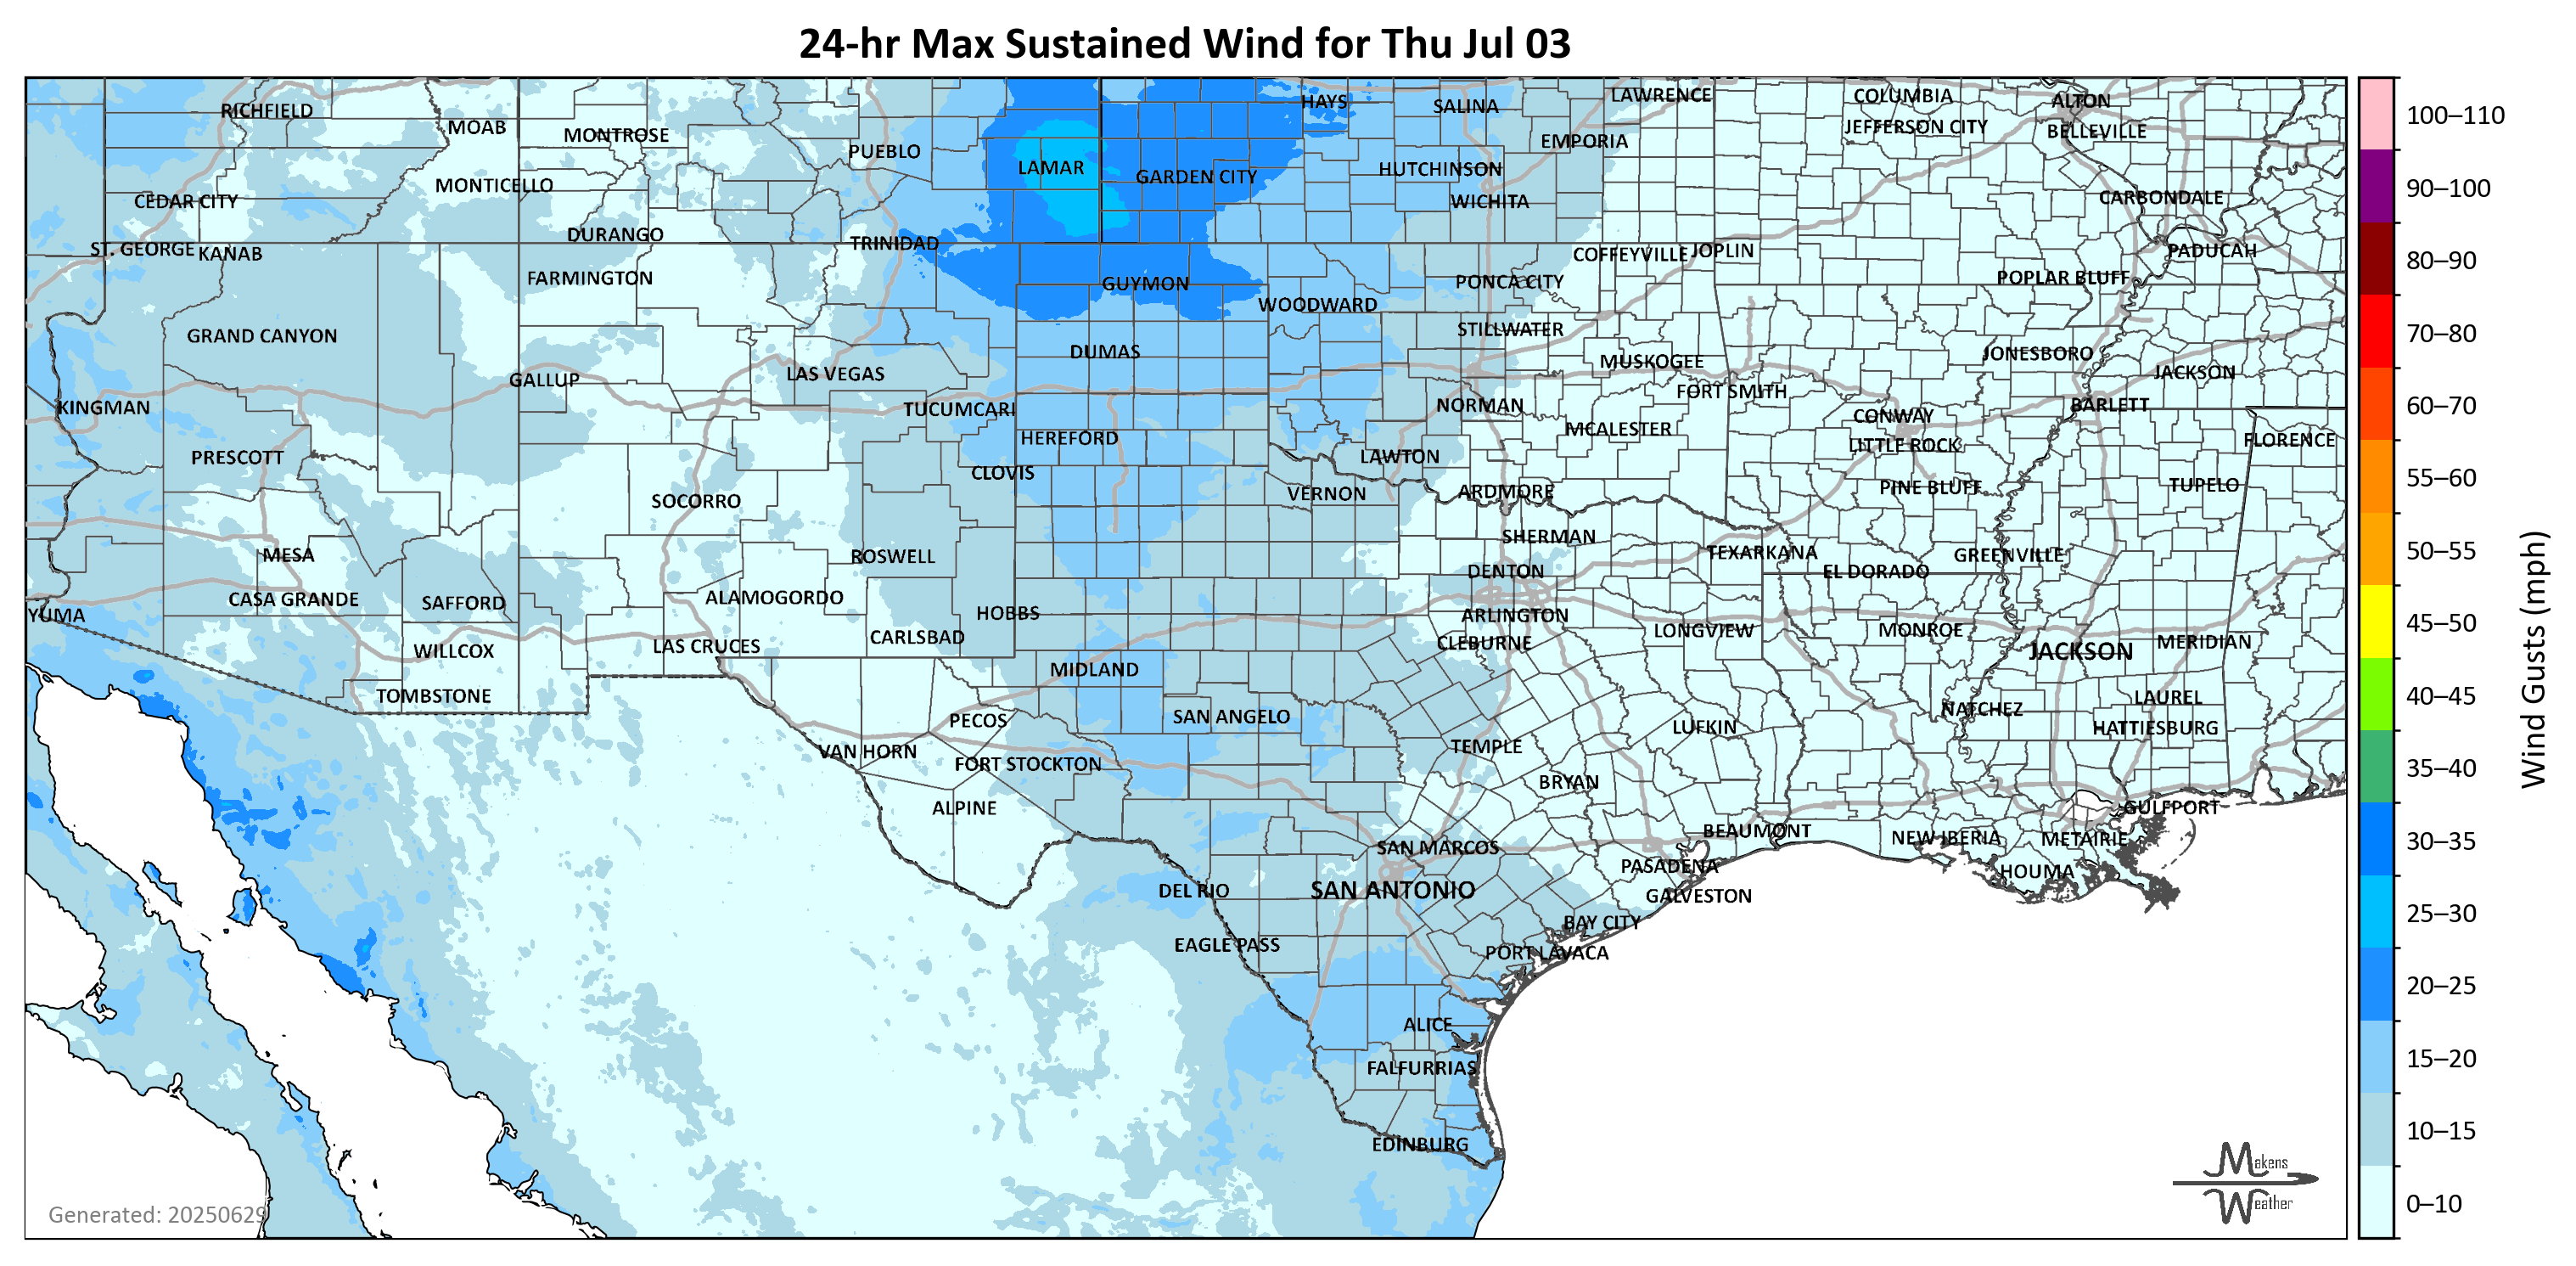 24-hr Max Sustained Wind for Thu Jul 03
RICHFIELD
MOAB
MONTROSE
PUEBLO
LAMAR
GARDEN CITY
HAYS
SALINA
LAWRENCE
COLUMBIA
ALTON
JEFFERSON CITY
BELLEVILLE
EMPORIA
HUTCHINSON
WICHITA
CARBONDALE
MONTICELLO
CEDAR CITY
DURANGO
TRINIDAD
ST. GEORGE
KANAB
FARMINGTON
GUYMON
WOODWARD
PONCA CITY
COFFEYVILLE
JOPLIN
POPLAR BLUFF
PADUCAH
GRAND CANYON
DUMAS
STILLWATER
MUSKOGEE
JONESBORO
JACKSON
LAS VEGAS
GALLUP
FORT SMITH
KINGMAN
TUCUMCARI
NORMAN
CONWAY
BARLETT
HEREFORD
MCALESTER
LITTLE ROCK
FLORENCE
PRESCOTT
CLOVIS
LAWTON
VERNON
ARDMORE
PINE BLUFF
TUPELO
SOCORRO
SHERMAN
MESA
ROSWELL
TEXARKANA
GREENVILLE
DENTON
EL DORADO
CASA GRANDE
SAFFORD
ALAMOGORDO
YUMA
HOBBS
ARLINGTON
CARLSBAD
CLEBURNE
LONGVIEW
MONROE
JACKSON
MERIDIAN
WILLCOX
LAS CRUCES
MIDLAND
TOMBSTONE
LAUREL
PECOS
SAN ANGELO
NATCHEZ
HATTIESBURG
LUFKIN
VAN HORN
FORT STOCKTON
TEMPLE
BRYAN
ALPINE
GULFPORT
BEAUMONT
NEW IBERIA
METAIRIE
SAN MARCOS
PASADENA
HOUMA
DEL RIO
SAN ANTONIO
GALVESTON
BAY CITY
EAGLE PASS
PORT LAVACA
ALICE
FALFURRIAS
EDINBURG
Generated: 20250629
Makens
Weather
100–110
90–100
80–90
70–80
60–70
55–60
50–55
45–50
40–45
35–40
30–35
25–30
20–25
15–20
10–15
0–10
Wind Gusts (mph)